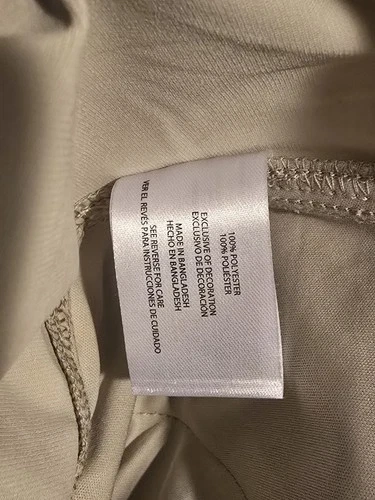 100% POLYESTER
100% POLIÉSTER
EXCLUSIVE OF DECORATION
EXCLUSIVO DE DECORACIÓN
MADE IN BANGLADESH
HECHO EN BANGLADESH
SEE REVERSE FOR CARE
VER EL REVÉS PARA INSTRUCCIONES DE CUIDADO